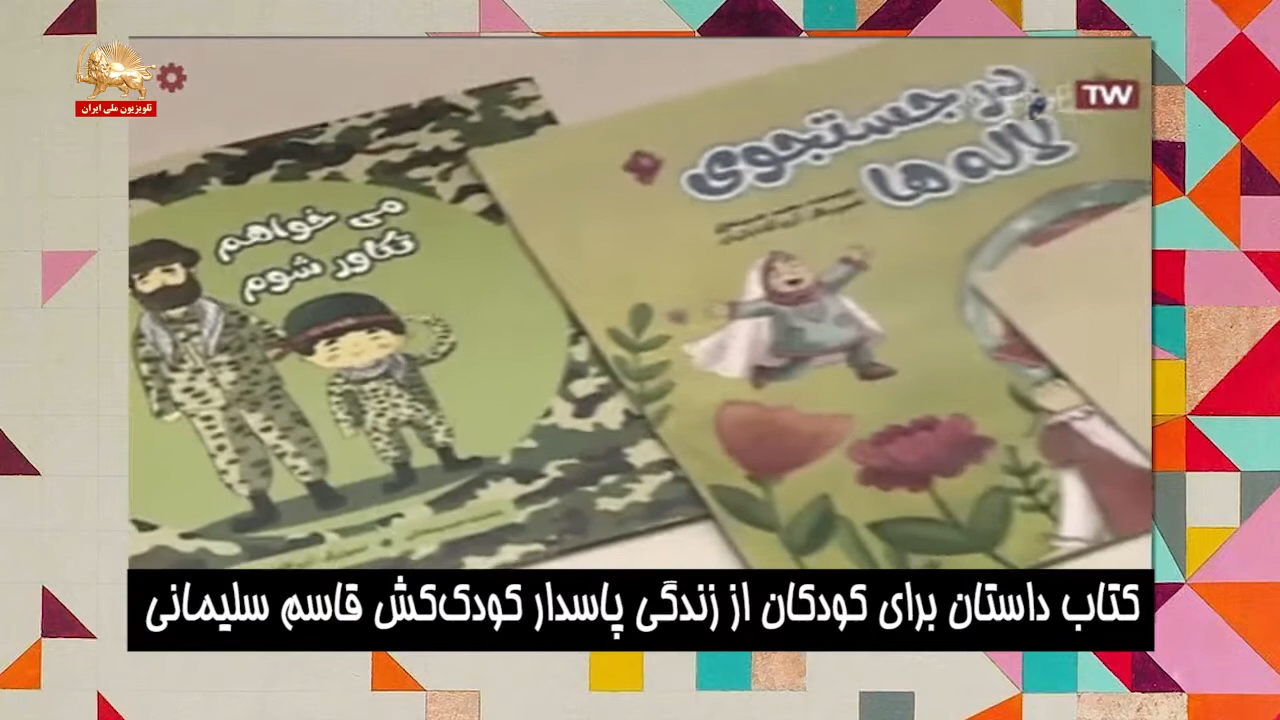 تلویزیون ملی ایران
TW
در جستجوی
لاله‌ها
می خواهم
تکاور شوم
کتاب داستان برای کودکان از زندگی پاسدار کودک‌کش قاسم سلیمانی